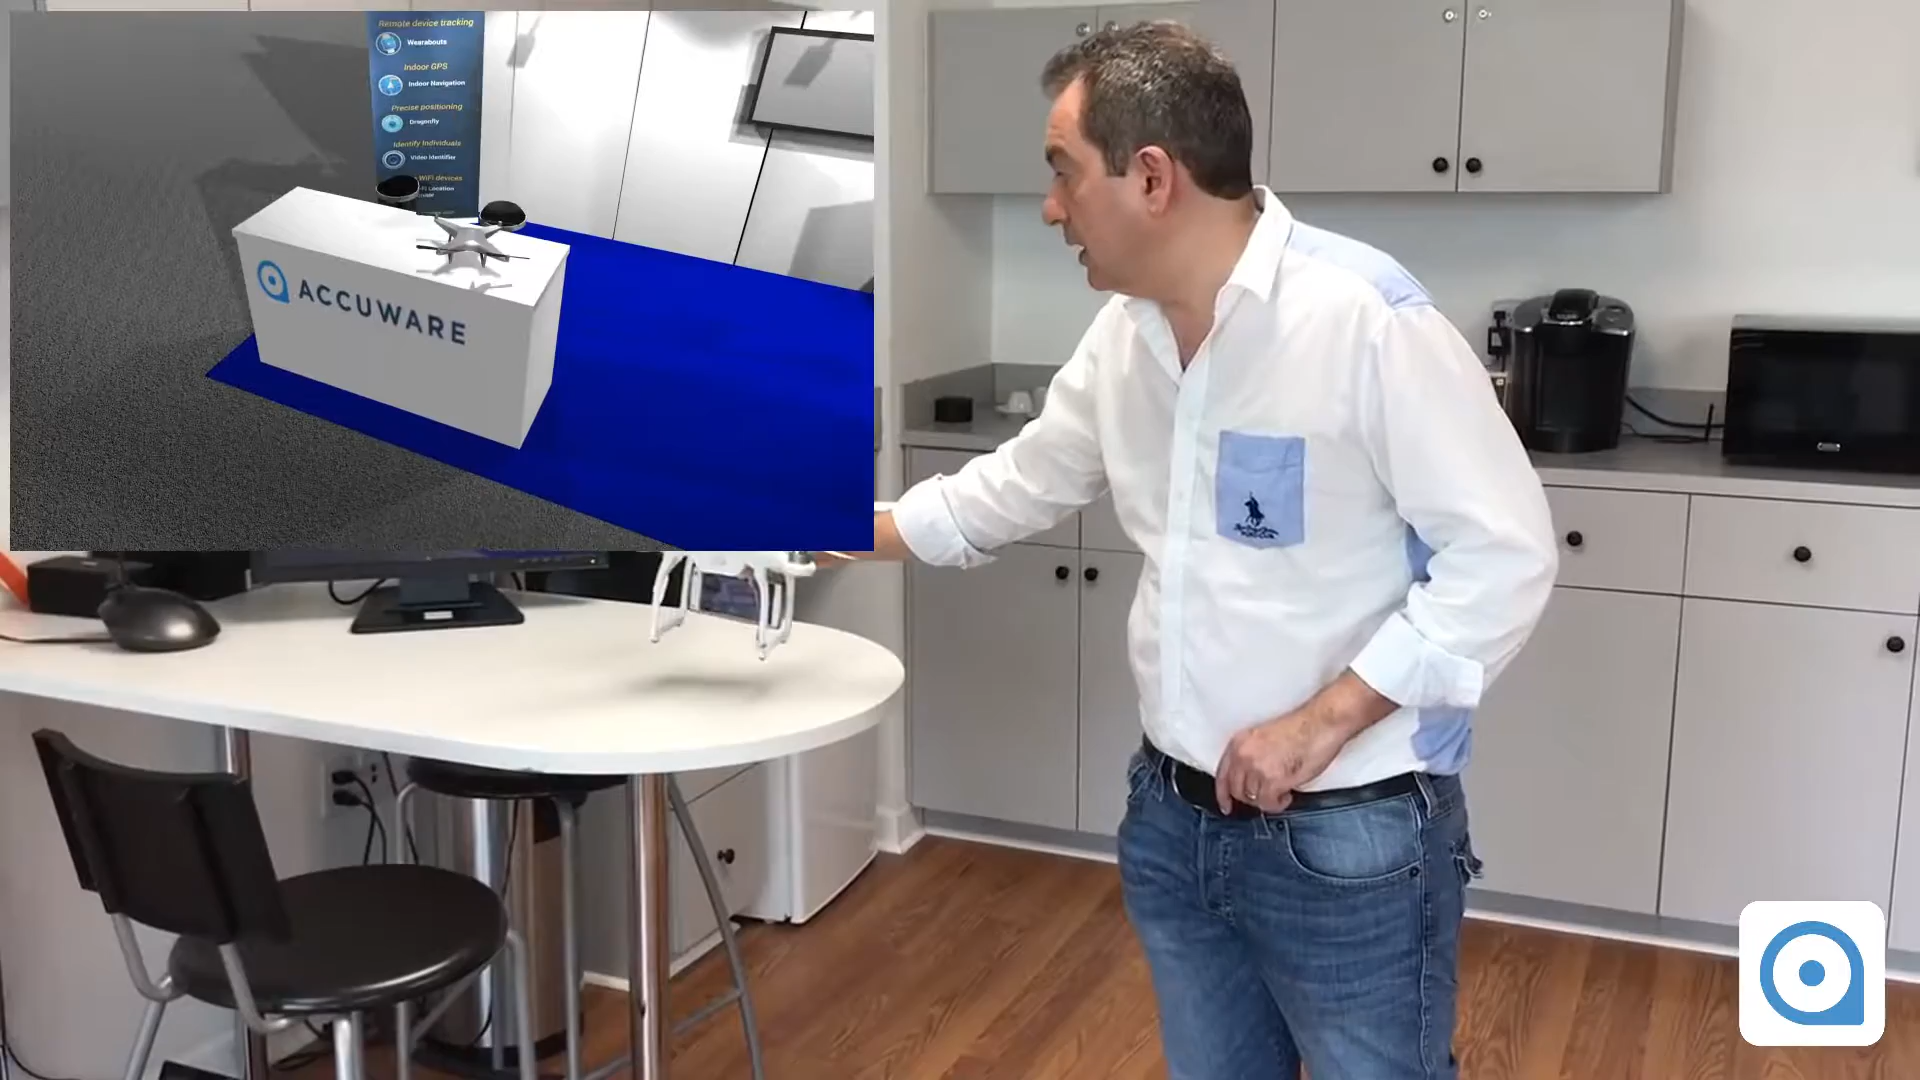 Remote device tracking
Wearabouts
Indoor GPS
Indoor Navigation
Precise positioning
Dragonfly
Identify Individuals
Video Identifier
WiFi devices
Location
ACCUWARE